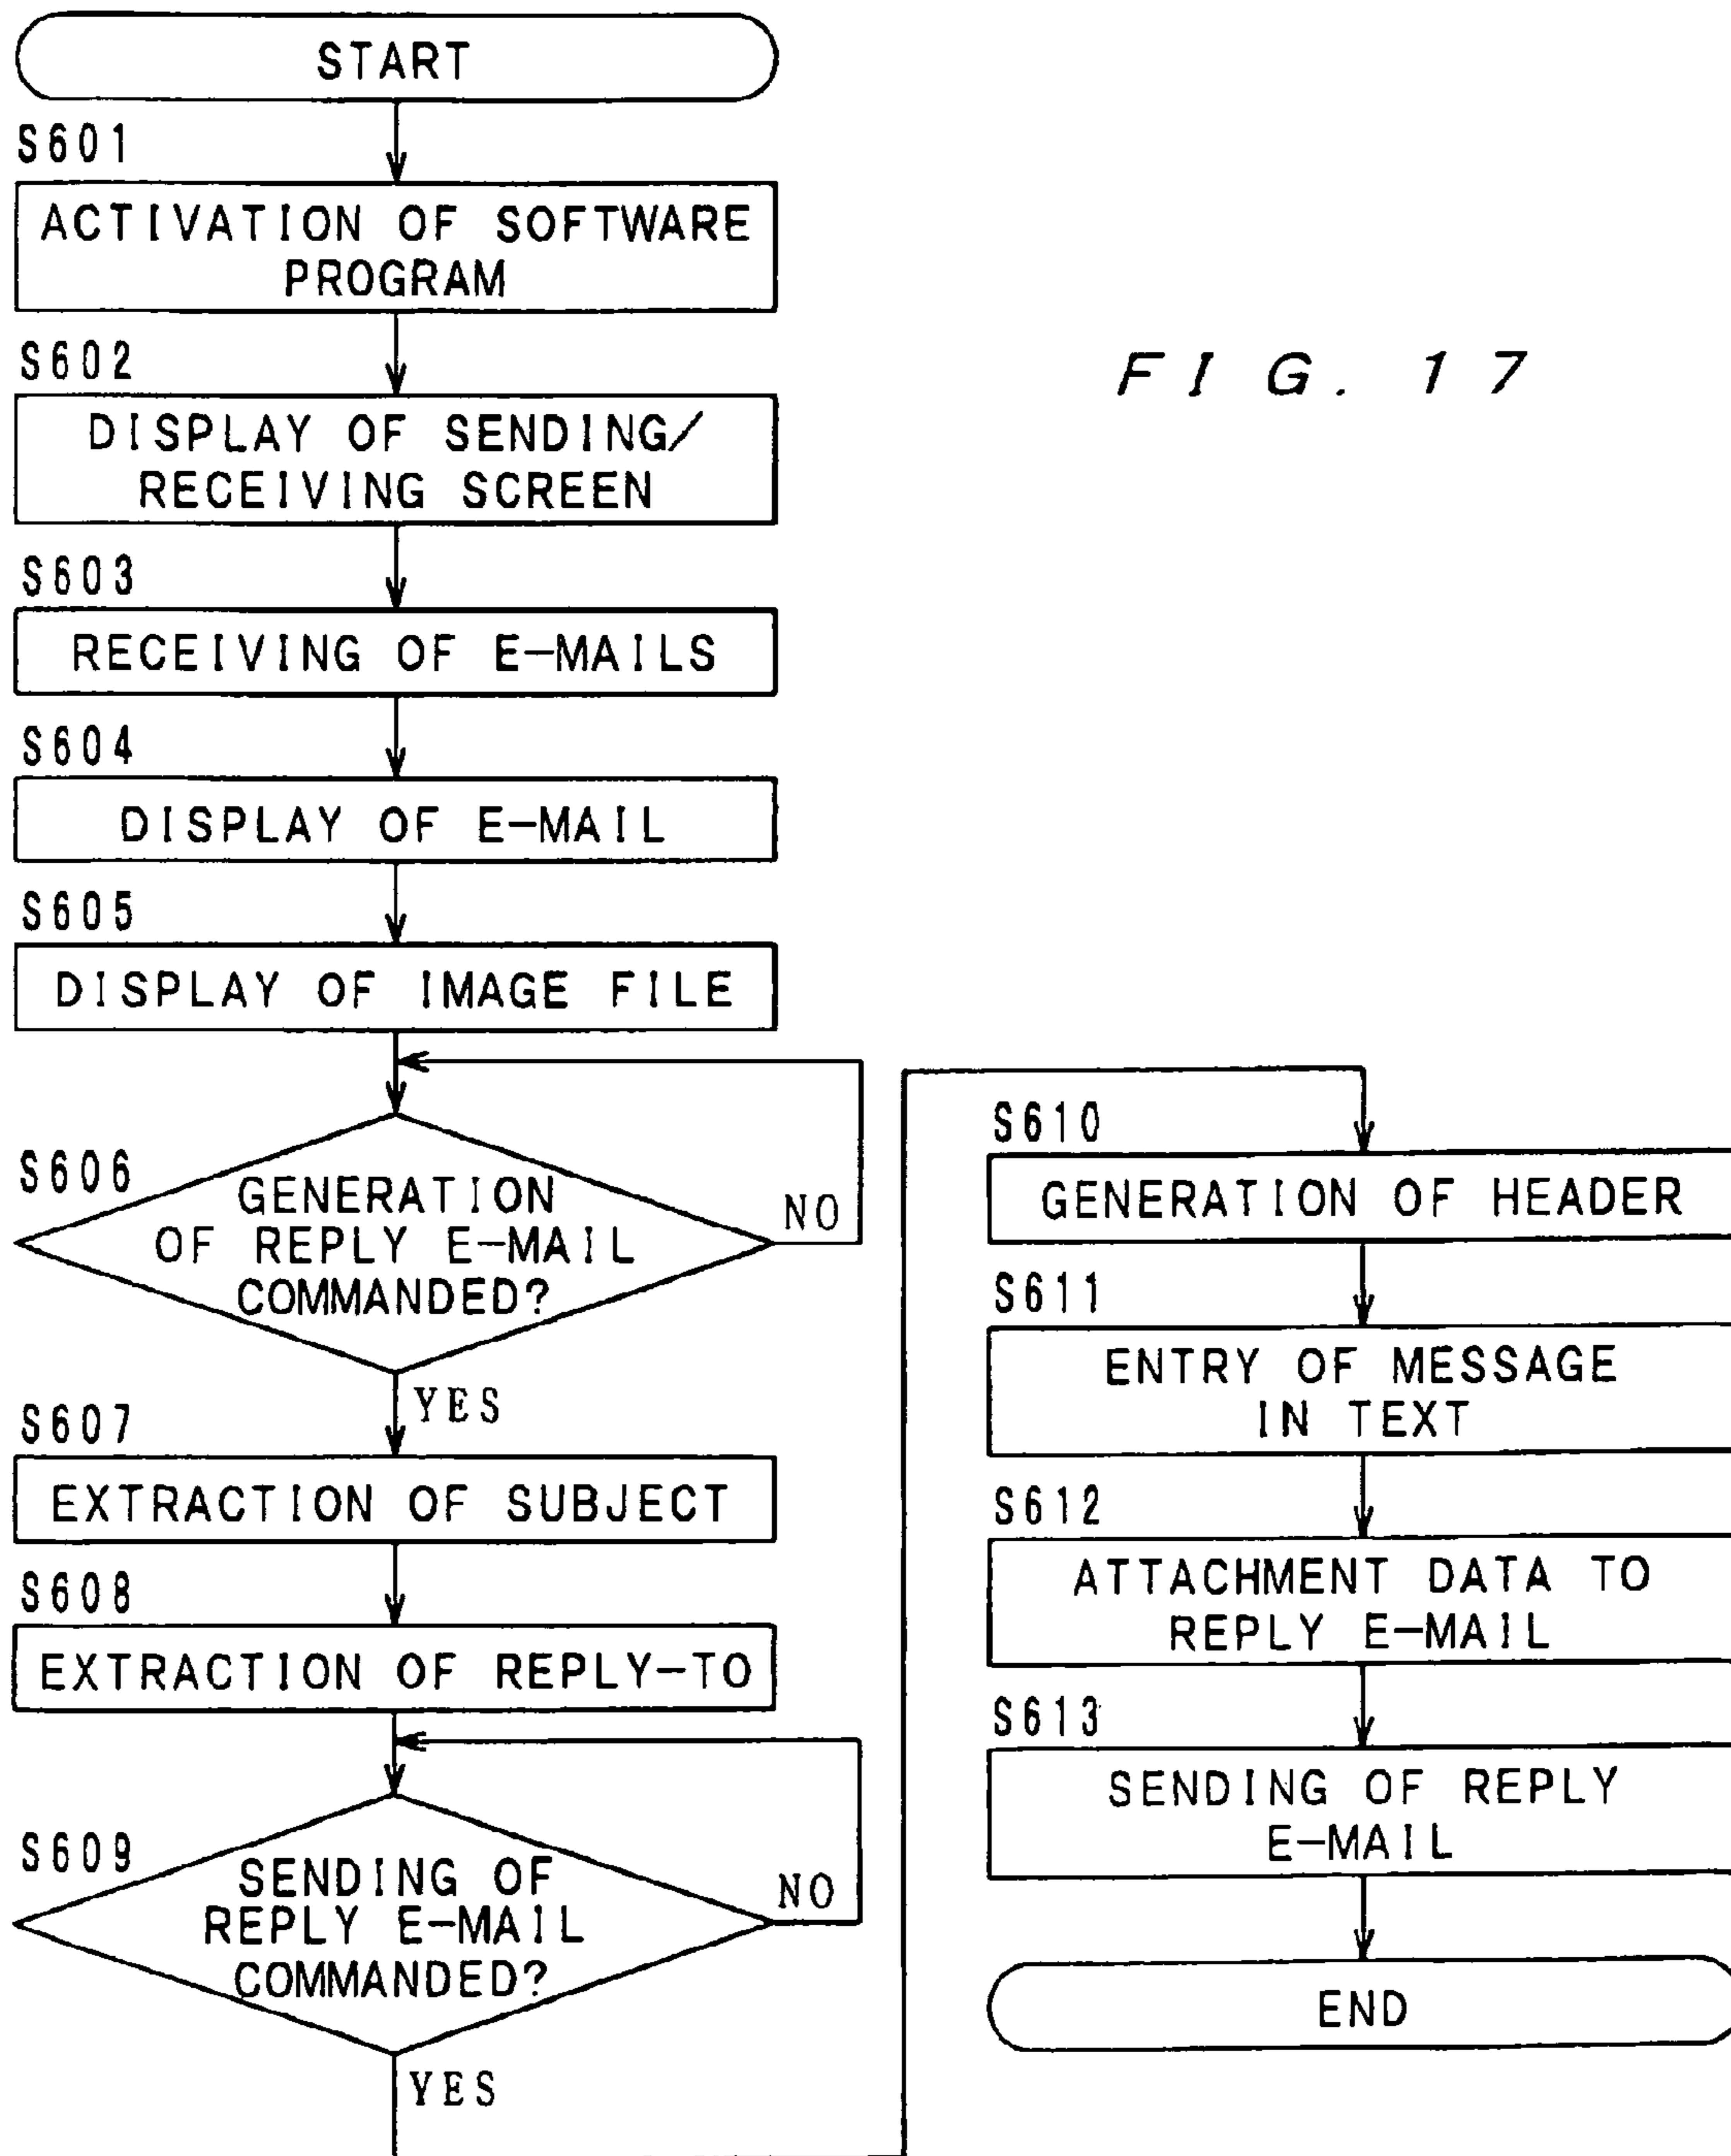 START
S601
ACTIVATION OF SOFTWARE
PROGRAM
S602
DISPLAY OF SENDING/
RECEIVING SCREEN
S603
RECEIVING OF E-MAILS
S604
DISPLAY OF E-MAIL
S605
DISPLAY OF IMAGE FILE
S606
GENERATION
OF REPLY E-MAIL
COMMANDED?
NO
YES
S607
EXTRACTION OF SUBJECT
S608
EXTRACTION OF REPLY-TO
S609
SENDING OF
REPLY E-MAIL
COMMANDED?
NO
YES
FIG. 17
S610
GENERATION OF HEADER
S611
ENTRY OF MESSAGE
IN TEXT
S612
ATTACHMENT DATA TO
REPLY E-MAIL
S613
SENDING OF REPLY
E-MAIL
END